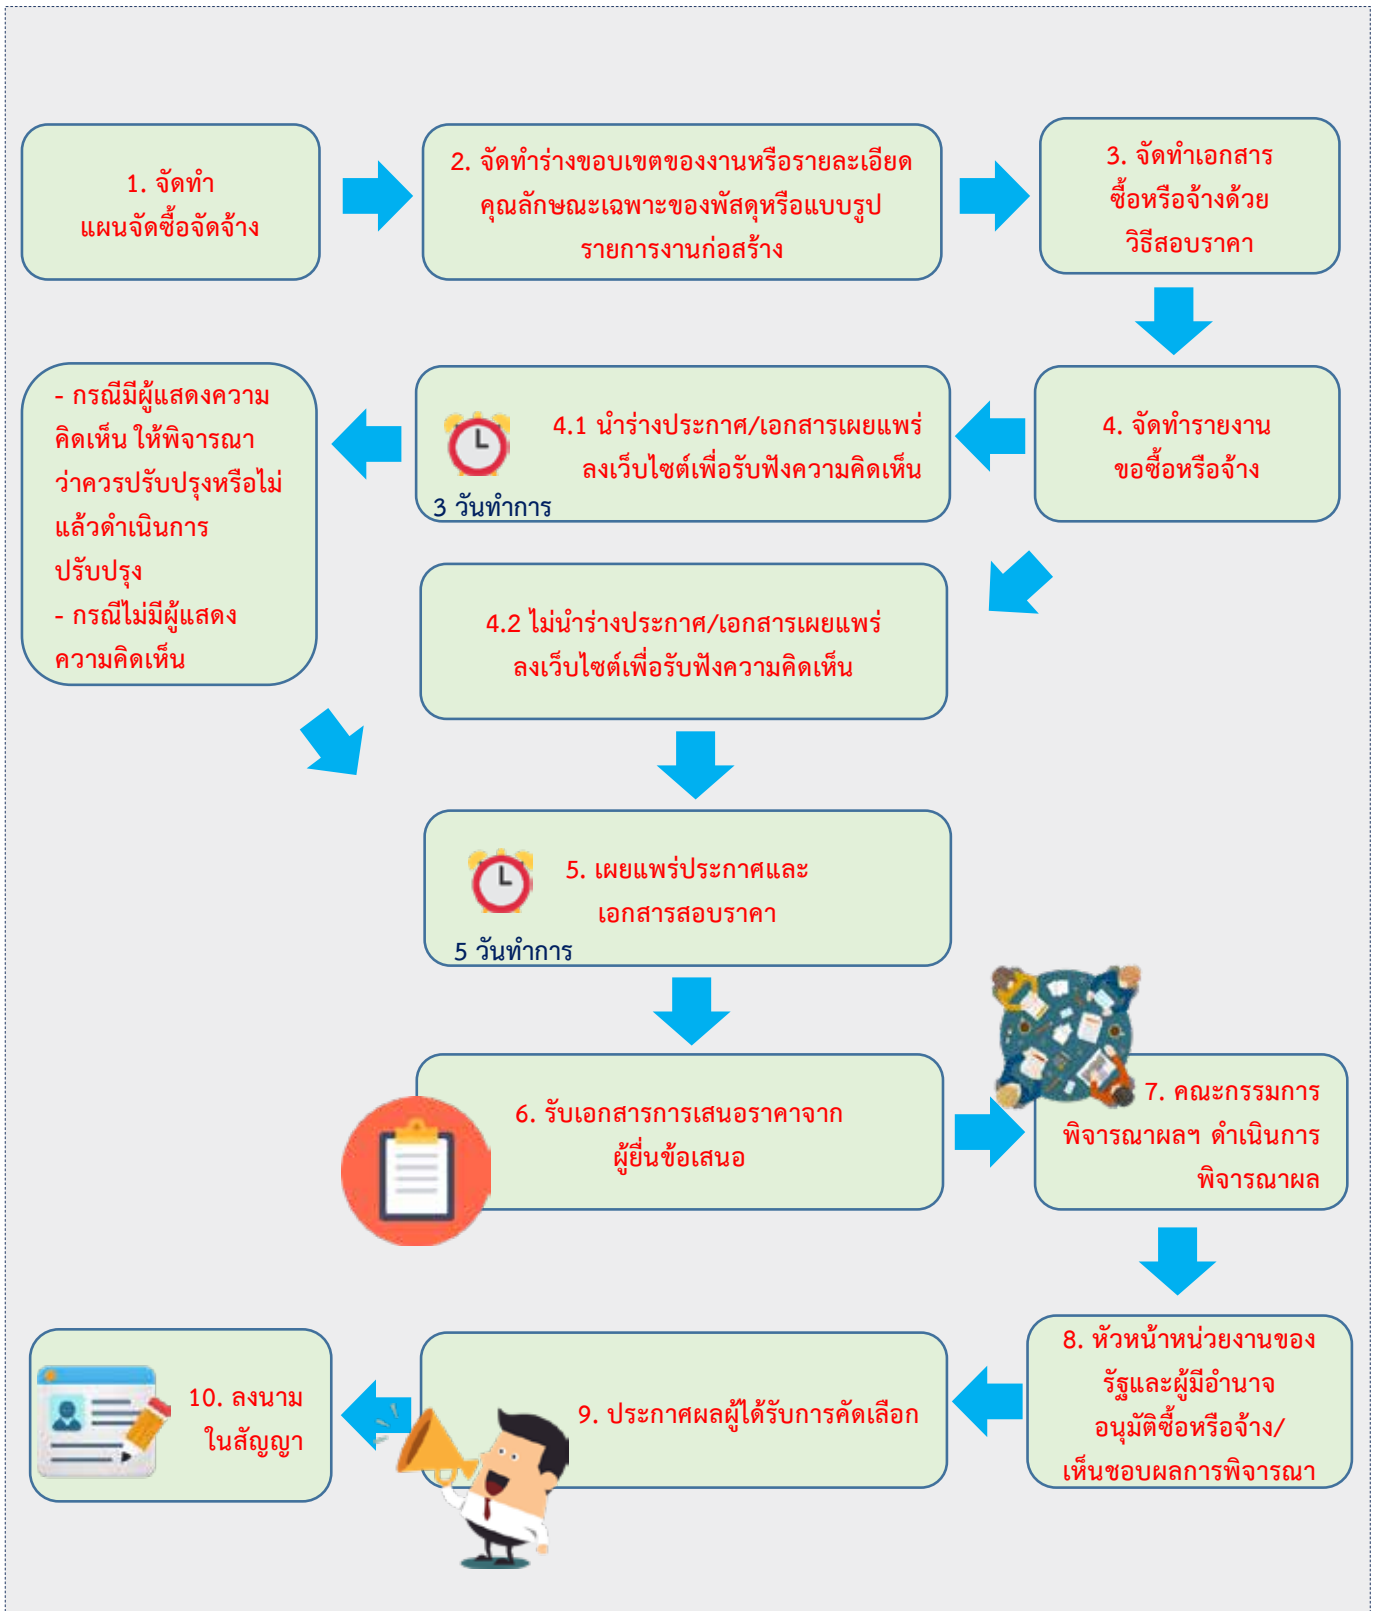 1. จัดทำ
แผนจัดซื้อจัดจ้าง
2. จัดทำร่างขอบเขตของงานหรือรายละเอียด
คุณลักษณะเฉพาะของพัสดุหรือแบบรูป
รายการงานก่อสร้าง
3. จัดทำเอกสาร
ซื้อหรือจ้างด้วย
วิธีสอบราคา
4. จัดทำรายงาน
ขอซื้อหรือจ้าง
4.1 นำร่างประกาศ/เอกสารเผยแพร่
ลงเว็บไซต์เพื่อรับฟังความคิดเห็น
3 วันทำการ
- กรณีมีผู้แสดงความ
คิดเห็น ให้พิจารณา
ว่าควรปรับปรุงหรือไม่
แล้วดำเนินการ
ปรับปรุง
- กรณีไม่มีผู้แสดง
ความคิดเห็น
4.2 ไม่นำร่างประกาศ/เอกสารเผยแพร่
ลงเว็บไซต์เพื่อรับฟังความคิดเห็น
5. เผยแพร่ประกาศและ
เอกสารสอบราคา
5 วันทำการ
6. รับเอกสารการเสนอราคาจาก
ผู้ยื่นข้อเสนอ
7. คณะกรรมการ
พิจารณาผลฯ ดำเนินการ
พิจารณาผล
8. หัวหน้าหน่วยงานของ
รัฐและผู้มีอำนาจ
อนุมัติซื้อหรือจ้าง/
เห็นชอบผลการพิจารณา
9. ประกาศผลผู้ได้รับการคัดเลือก
10. ลงนาม
ในสัญญา